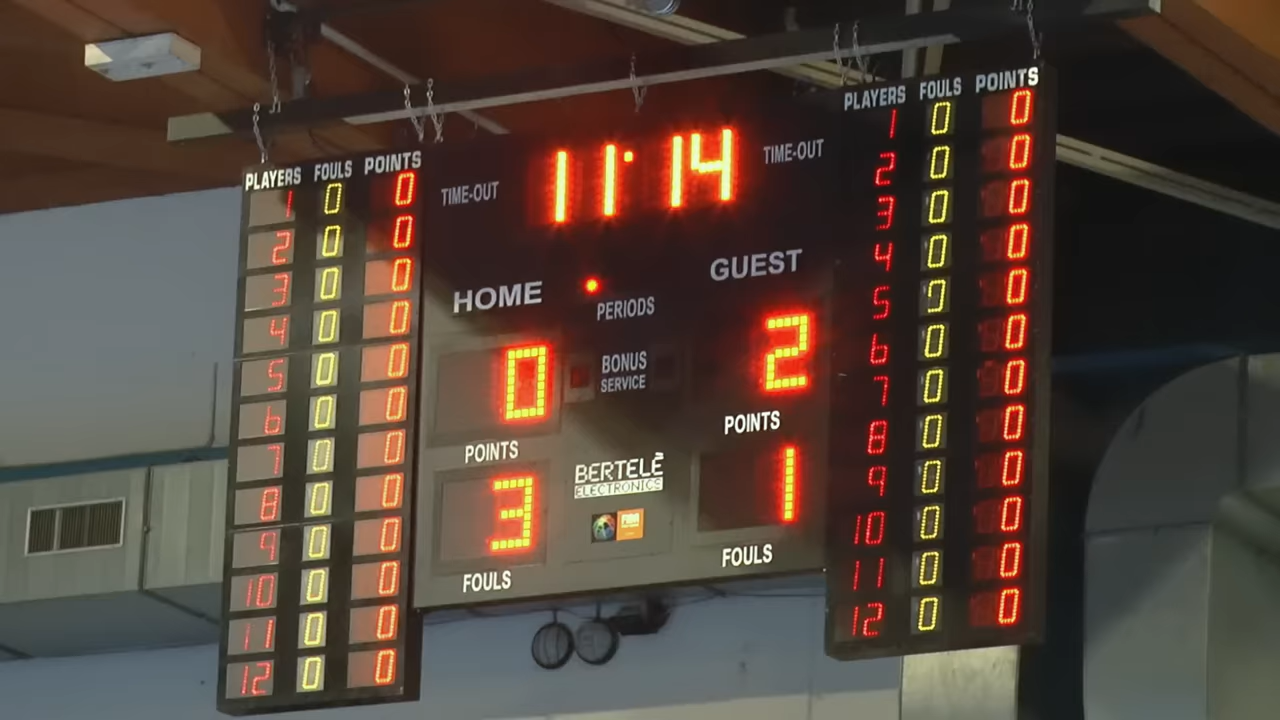 PLAYERS FOULS POINTS
1 0 0
2 0 0
3 0 0
4 0 0
5 0 0
6 0 0
7 0 0
8 0 0
9 0 0
10 0 0
11 0 0
12 0 0
TIME-OUT 11:14 TIME-OUT
HOME GUEST
PERIODS
0 2
BONUS
SERVICE
POINTS POINTS
3 1
BERTELÈ
ELECTRONICS
FIBA
FOULS FOULS
PLAYERS FOULS POINTS
1 0 0
2 0 0
3 0 0
4 0 0
5 0 0
6 0 0
7 0 0
8 0 0
9 0 0
10 0 0
11 0 0
12 0 0